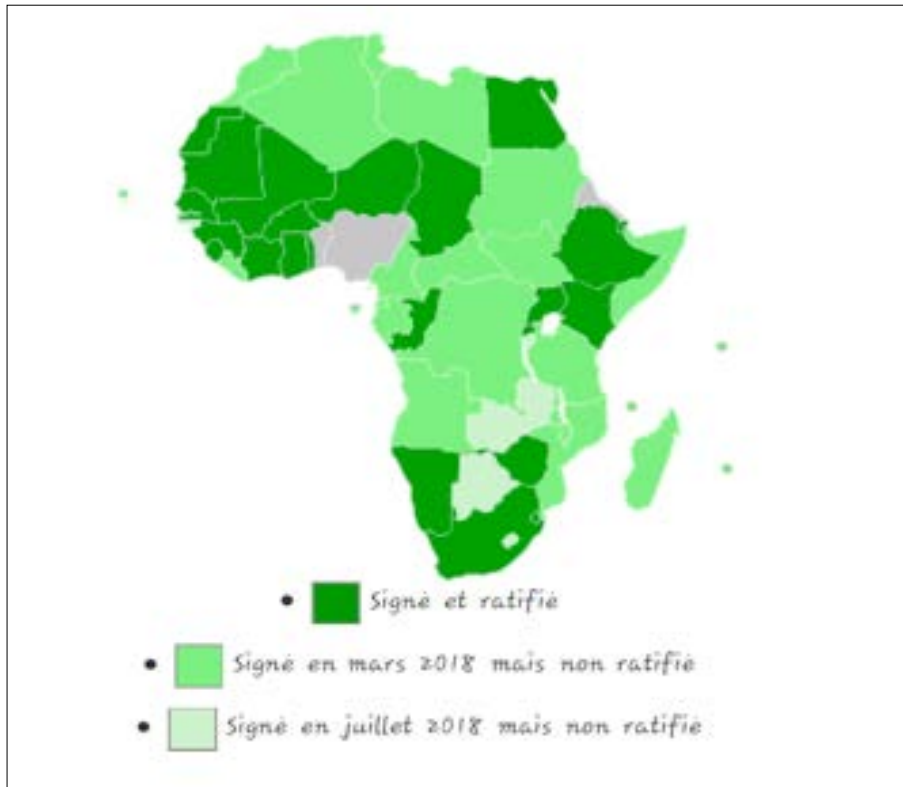 Signé et ratifié
Signé en mars 2018 mais non ratifié
Signé en juillet 2018 mais non ratifié